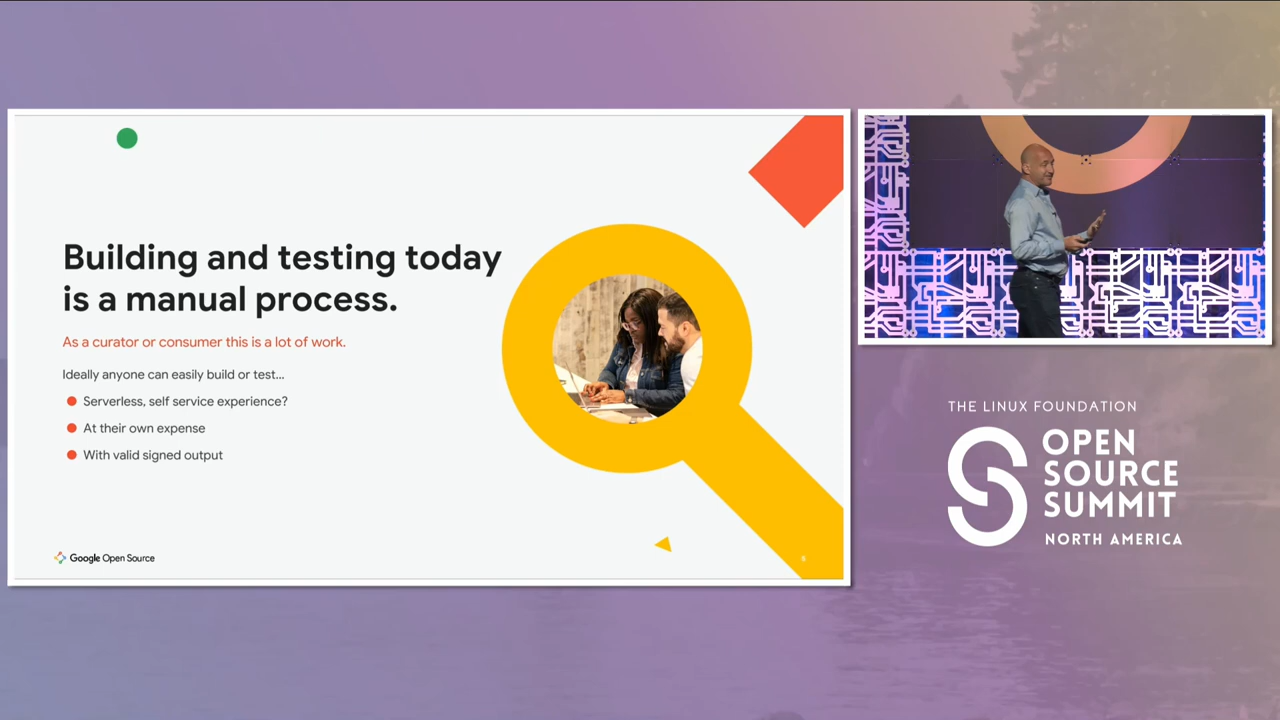 Building and testing today
is a manual process.
As a curator or consumer this is a lot of work.
Ideally anyone can easily build or test...
Serverless, self service experience?
At their own expense
With valid signed output
Google Open Source
6
THE LINUX FOUNDATION
OPEN
SOURCE
SUMMIT
NORTH AMERICA